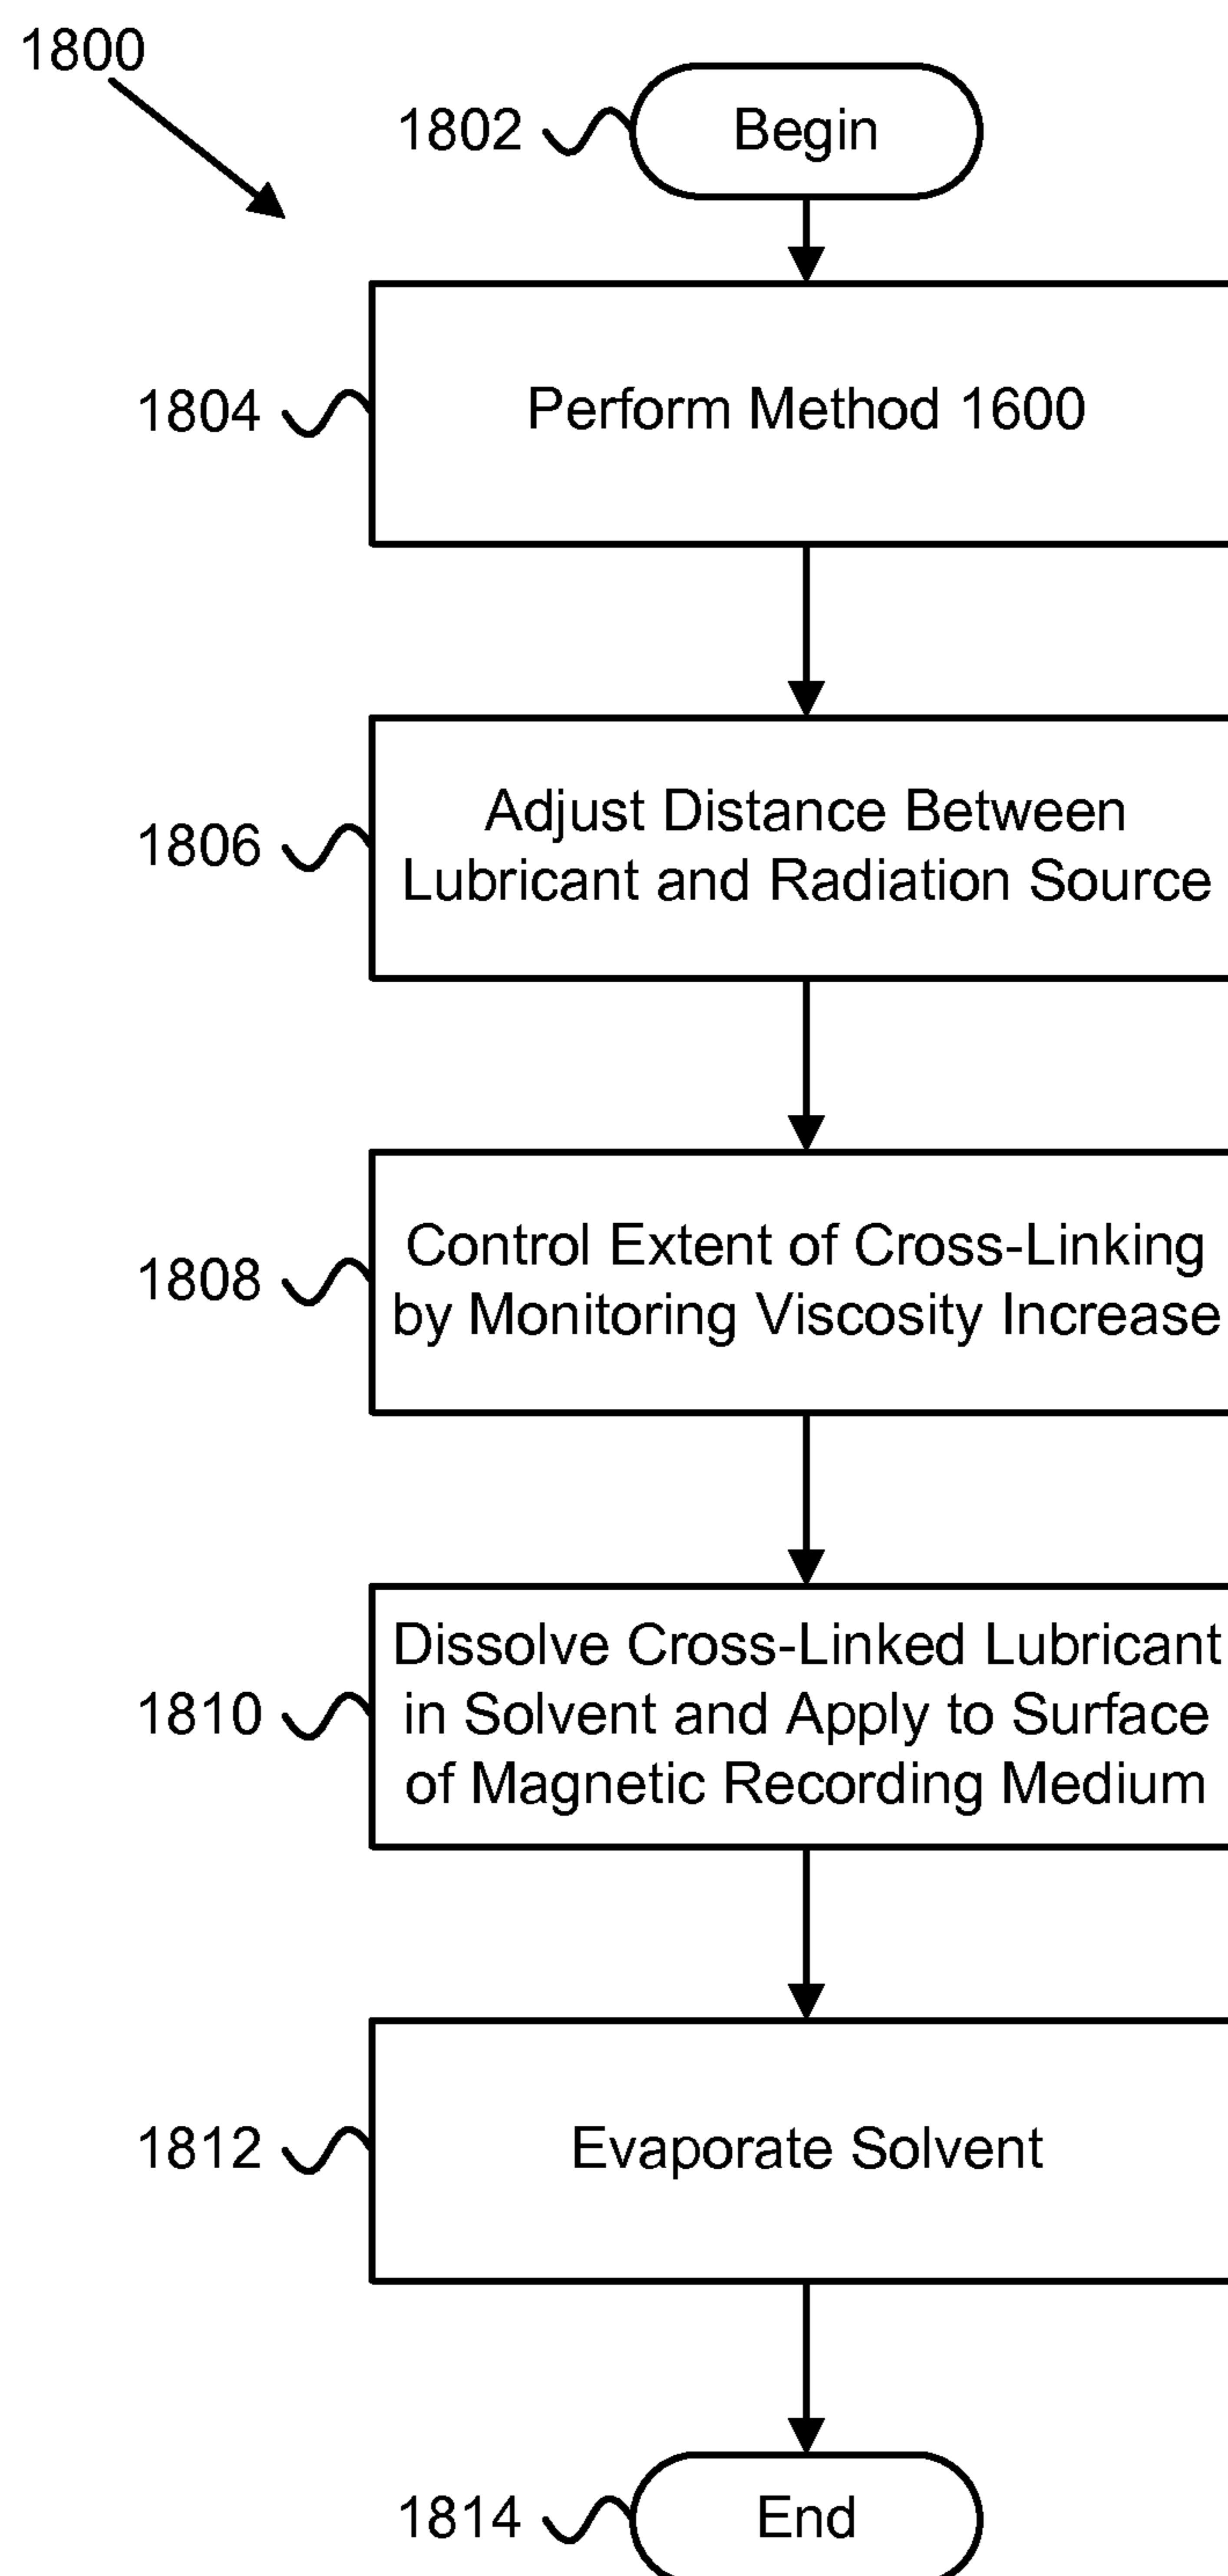 1800
1802
Begin
1804
Perform Method 1600
1806
Adjust Distance Between
Lubricant and Radiation Source
1808
Control Extent of Cross-Linking
by Monitoring Viscosity Increase
1810
Dissolve Cross-Linked Lubricant
in Solvent and Apply to Surface
of Magnetic Recording Medium
1812
Evaporate Solvent
1814
End